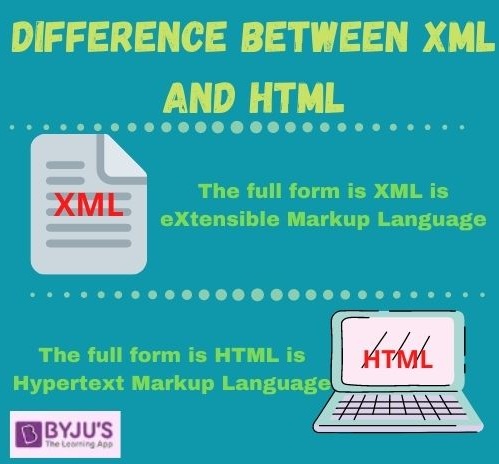 DIFFERENCE BETWEEN XML
AND HTML
XML
The full form is XML is
eXtensible Markup Language
The full form is HTML is
Hypertext Markup Language
HTML
B BYJU'S
The Learning App